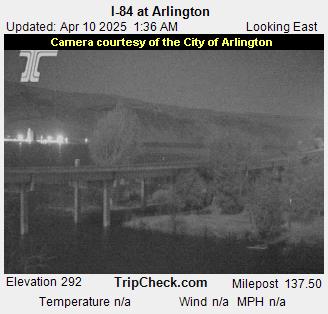 I-84 at Arlington
Updated: Apr 10 2025 1:36 AM Looking East
Camera courtesy of the City of Arlington
Elevation 292 TripCheck.com Milepost 137.50
Temperature n/a Wind n/a MPH n/a